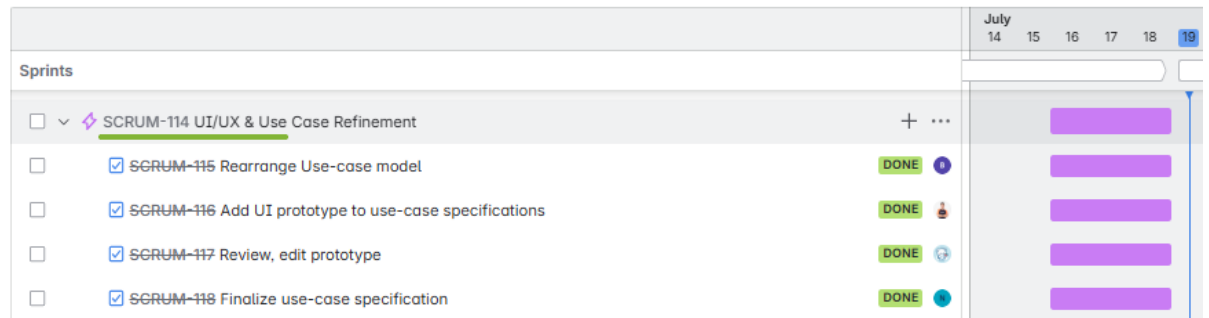 July
14 15 16 17 18 19
Sprints
SCRUM-114 UI/UX & Use Case Refinement
SCRUM-115 Rearrange Use-case model DONE B
SCRUM-116 Add UI prototype to use-case specifications DONE
SCRUM-117 Review, edit prototype DONE
SCRUM-118 Finalize use-case specification DONE N